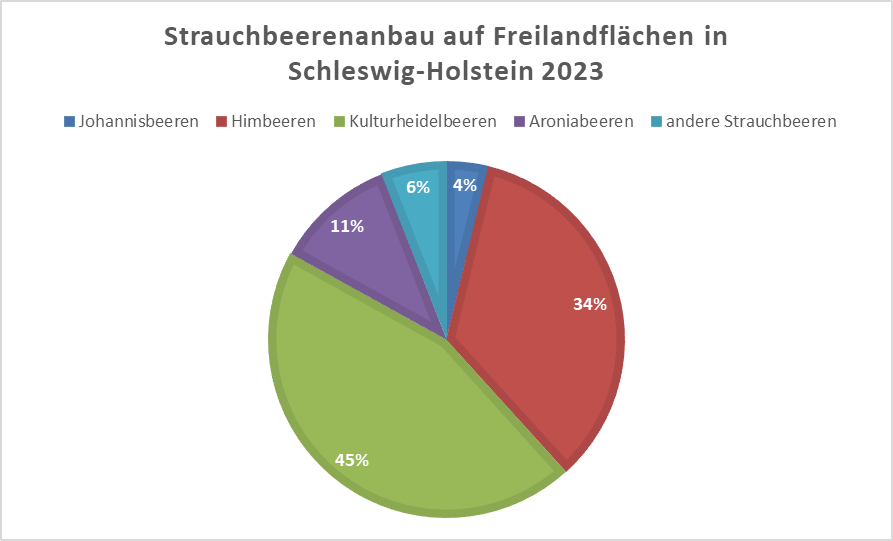 Strauchbeerenanbau auf Freilandflächen in
Schleswig-Holstein 2023
Johannisbeeren Himbeeren Kulturheidelbeeren Aroniabeeren andere Strauchbeeren
6% 4%
11%
34%
45%